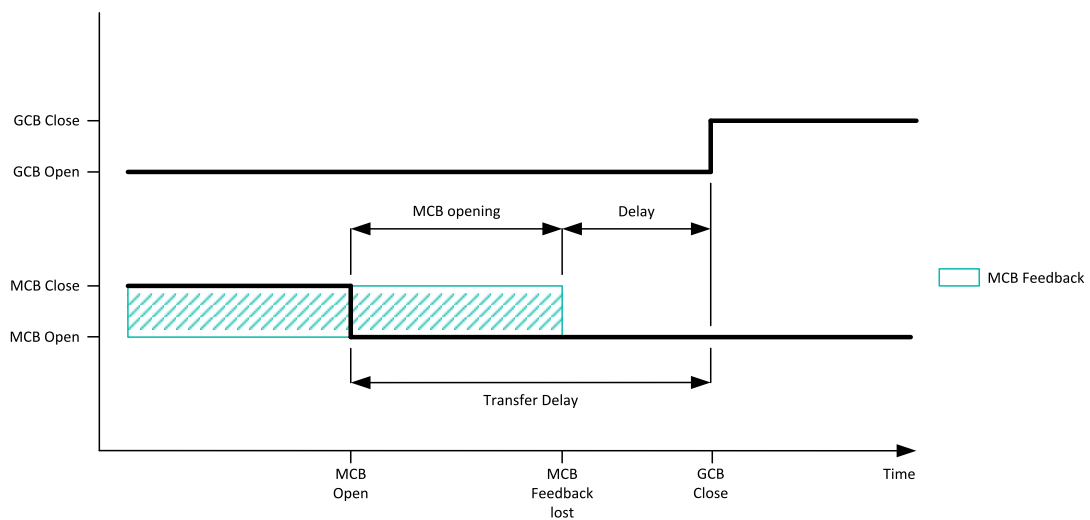 GCB Close
GCB Open
MCB opening
Delay
MCB Close
MCB Feedback
MCB Open
Transfer Delay
MCB
Open
MCB
Feedback
lost
GCB
Close
Time